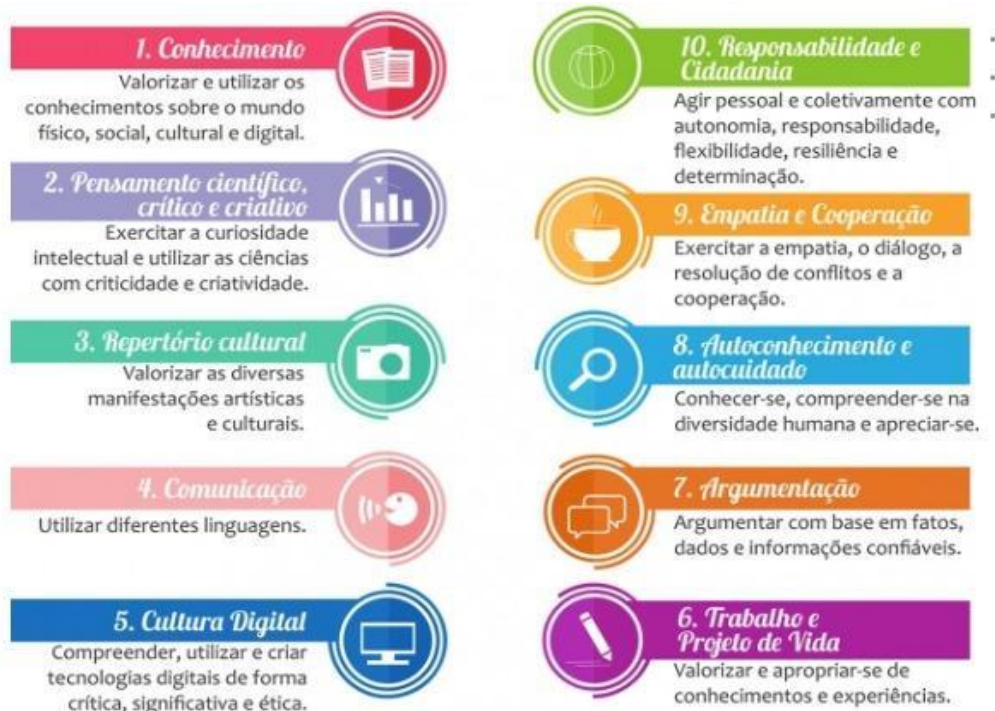 1. Conhecimento
Valorizar e utilizar os
conhecimentos sobre o mundo
físico, social, cultural e digital.
2. Pensamento científico,
crítico e criativo
Exercitar a curiosidade
intelectual e utilizar as ciências
com criticidade e criatividade.
3. Repertório cultural
Valorizar as diversas
manifestações artísticas
e culturais.
4. Comunicação
Utilizar diferentes linguagens.
5. Cultura Digital
Compreender, utilizar e criar
tecnologias digitais de forma
crítica, significativa e ética.
10. Responsabilidade e
Cidadania
Agir pessoal e coletivamente com
autonomia, responsabilidade,
flexibilidade, resiliência e
determinação.
9. Empatia e Cooperação
Exercitar a empatia, o diálogo, a
resolução de conflitos e a
cooperação.
8. Autoconhecimento e
autocuidado
Conhecer-se, compreender-se na
diversidade humana e apreciar-se.
7. Argumentação
Argumentar com base em fatos,
dados e informações confiáveis.
6. Trabalho e
Projeto de Vida
Valorizar e apropriar-se de
conhecimentos e experiências.